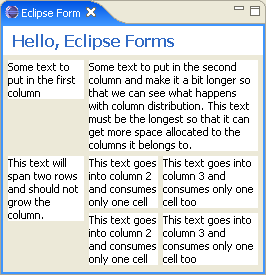 Eclipse Form
Hello, Eclipse Forms
Some text to
put in the first
column
Some text to put in the second
column and make it a bit longer so
that we can see what happens
with column distribution. This text
must be the longest so that it can
get more space allocated to the
columns it belongs to.
This text will
span two rows
and should not
grow the
column.
This text goes
into column 2
and consumes
only one cell
This text goes into
column 3 and
consumes only one
cell too
This text goes
into column 2
and consumes
only one cell
This text goes into
column 3 and
consumes only one
cell too